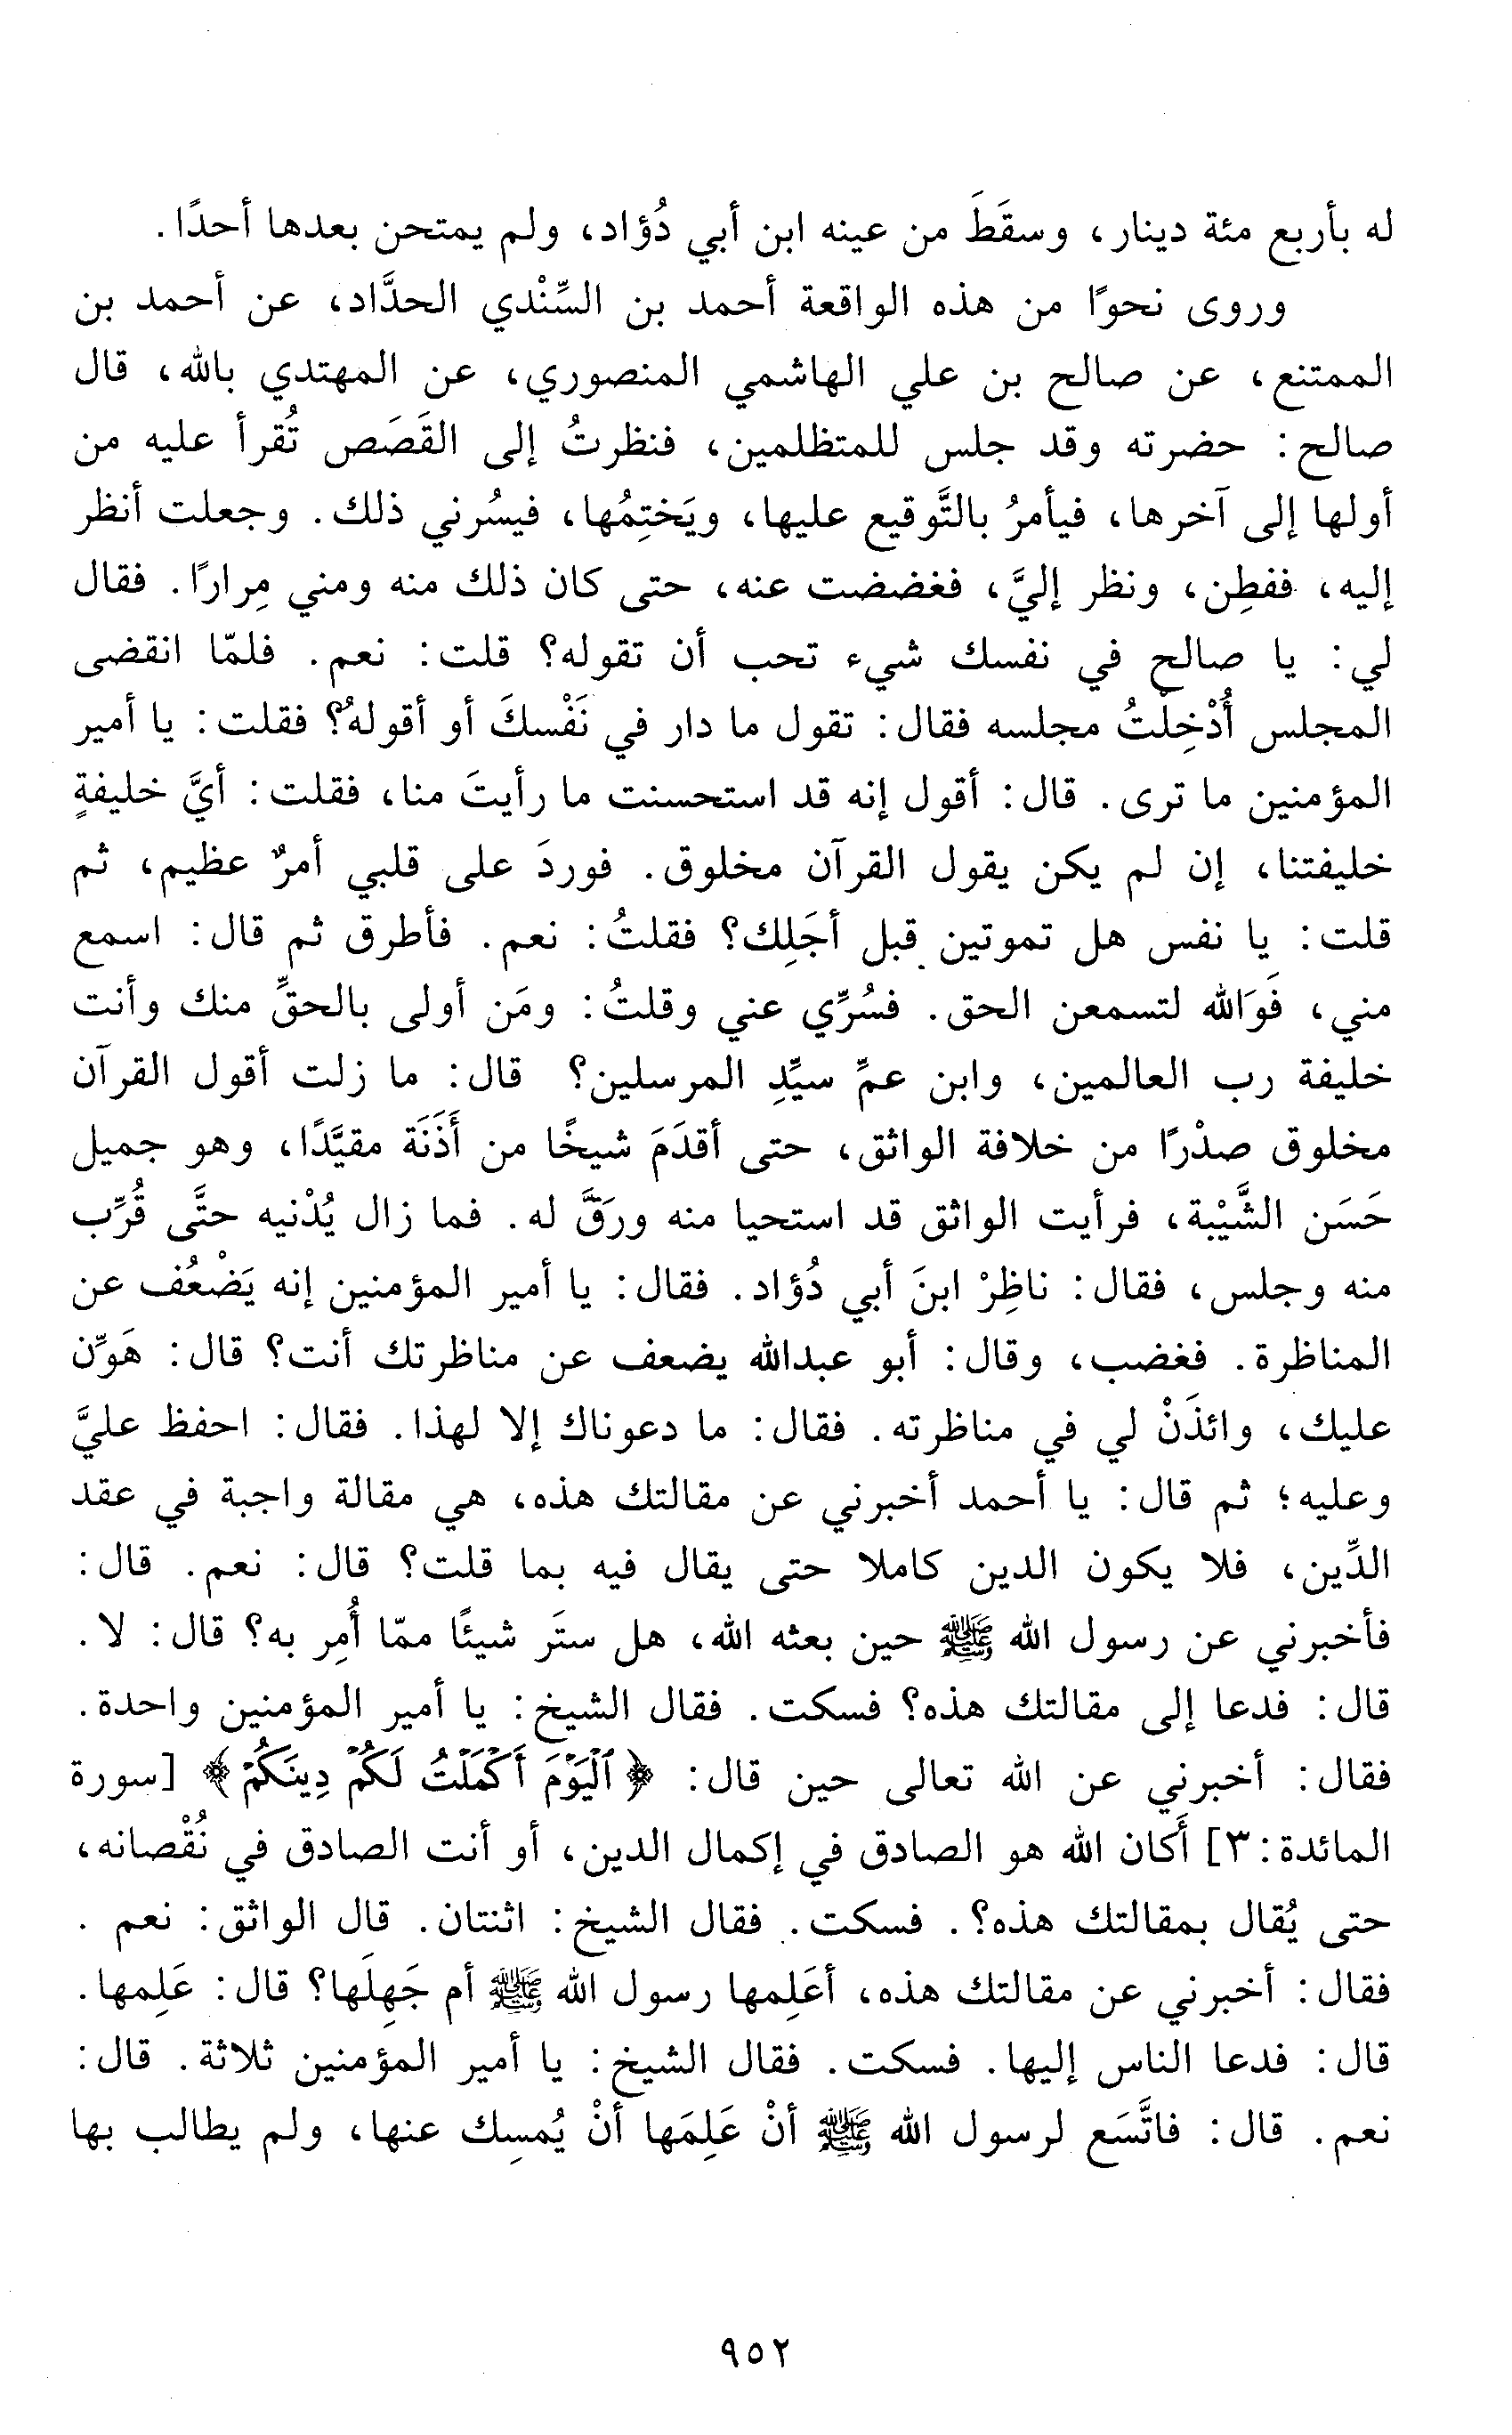 له بأربع مئة دينار، وسقَطَ من عينه ابن أبي دُؤاد، ولم يمتحن بعدها أحدًا.
وروى نحوًا من هذه الواقعة أحمد بن السِّنْدي الحدَّاد، عن أحمد بن
الممتنع، عن صالح بن علي الهاشمي المنصوري، عن المهتدي بالله، قال
صالح: حضرته وقد جلس للمتظلمين، فنظرتُ إلى القَصَص تُقرأ عليه من
أولها إلى آخرها، فيأمرُ بالتَّوقيع عليها، ويَختِمُها، فيسُرني ذلك. وجعلت أنظر
إليه، ففطِن، ونظر إليَّ، فغضضت عنه، حتى كان ذلك منه ومني مِرارًا. فقال
لي: يا صالح في نفسك شيء تحب أن تقوله؟ قلت: نعم. فلمّا انقضى
المجلس أُدْخِلْتُ مجلسه فقال: تقول ما دار في نَفْسكَ أو أقولهُ؟ فقلت: يا أمير
المؤمنين ما ترى. قال: أقول إنه قد استحسنت ما رأيتَ منا، فقلت: أيَّ خليفةٍ
خليفتنا، إن لم يكن يقول القرآن مخلوق. فوردَ على قلبي أمرٌ عظيم، ثم
قلت: يا نفس هل تموتين قبل أجَلِك؟ فقلتُ: نعم. فأطرق ثم قال: اسمع
مني، فَوَالله لتسمعن الحق. فسُرِّي عني وقلتُ: ومَن أولى بالحقِّ منك وأنت
خليفة رب العالمين، وابن عمِّ سيِّدِ المرسلين؟ قال: ما زلت أقول القرآن
مخلوق صدْرًا من خلافة الواثق، حتى أقدَمَ شيخًا من أَذَنَة مقيَّدًا، وهو جميل
حَسَن الشَّيْبة، فرأيت الواثق قد استحيا منه ورَقَّ له. فما زال يُدْنيه حتَّى قُرِّب
منه وجلس، فقال: ناظِرْ ابنَ أبي دُؤاد. فقال: يا أمير المؤمنين إنه يَضْعُف عن
المناظرة. فغضب، وقال: أبو عبدالله يضعف عن مناظرتك أنت؟ قال: هَوِّن
عليك، وائذَنْ لي في مناظرته. فقال: ما دعوناك إلا لهذا. فقال: احفظ عليَّ
وعليه؛ ثم قال: يا أحمد أخبرني عن مقالتك هذه، هي مقالة واجبة في عقد
الدِّين، فلا يكون الدين كاملا حتى يقال فيه بما قلت؟ قال: نعم. قال:
فأخبرني عن رسول الله ﷺ حين بعثه الله، هل ستَر شيئًا ممّا أُمِر به؟ قال: لا.
قال: فدعا إلى مقالتك هذه؟ فسكت. فقال الشيخ: يا أمير المؤمنين واحدة.
فقال: أخبرني عن الله تعالى حين قال: ﴿ ٱلْيَوْمَ أَكْمَلْتُ لَكُمْ دِينَكُمْ ﴾ [سورة
المائدة:٣] أَكان الله هو الصادق في إكمال الدين، أو أنت الصادق في نُقْصانه،
حتى يُقال بمقالتك هذه؟. فسكت. فقال الشيخ: اثنتان. قال الواثق: نعم .
فقال: أخبرني عن مقالتك هذه، أعَلِمها رسول الله ﷺ أم جَهِلَها؟ قال: عَلِمها.
قال: فدعا الناس إليها. فسكت. فقال الشيخ: يا أمير المؤمنين ثلاثة. قال:
نعم. قال: فاتَّسَع لرسول الله ﷺ أنْ عَلِمَها أنْ يُمسِك عنها، ولم يطالب بها
٩٥٢